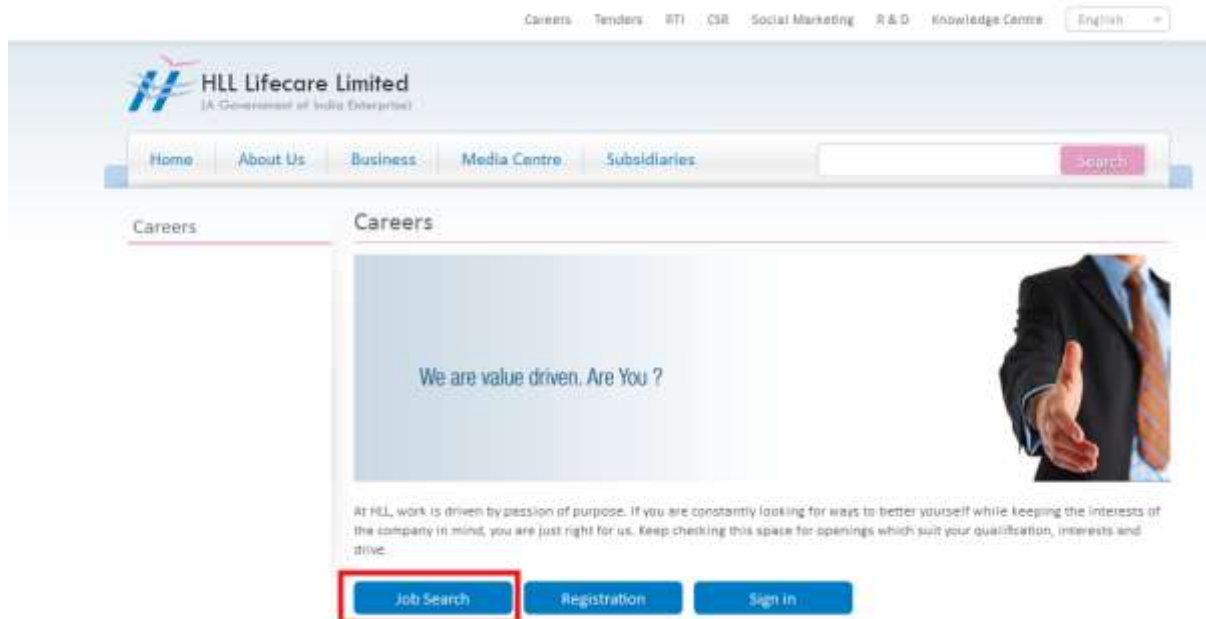 Careers Tenders RTI CSR Social Marketing R & D Knowledge Centre English
HLL Lifecare Limited
(A Government of India Enterprise)
Home About Us Business Media Centre Subsidiaries Search
Careers
Careers
We are value driven. Are You ?
At HLL, work is driven by passion of purpose. If you are constantly looking for ways to better yourself while keeping the interests of
the company in mind, you are just right for us. Keep checking this space for openings which suit your qualification, interests and
drive.
Job Search Registration Sign in